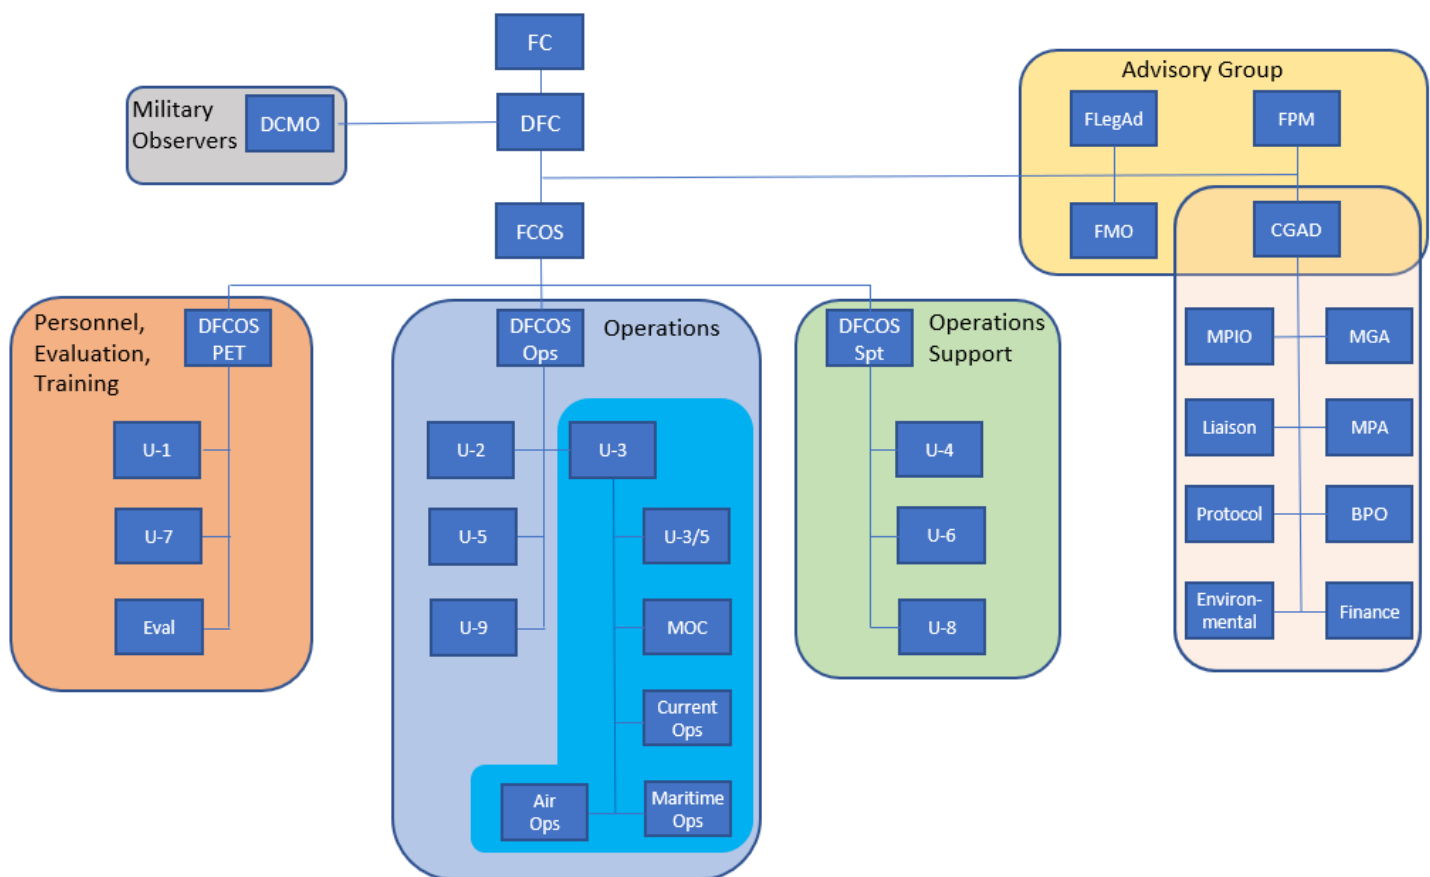 FC
Advisory Group
Military
Observers
DCMO
DFC
FLegAd
FPM
FCOS
FMO
CGAD
Personnel,
Evaluation,
Training
DFCOS
PET
DFCOS
Ops
Operations
DFCOS
Spt
Operations
Support
MPIO
MGA
U-1
U-2
U-3
U-4
Liaison
MPA
U-7
U-5
U-3/5
U-6
Protocol
BPO
Eval
U-9
MOC
U-8
Environ-
mental
Finance
Current
Ops
Air
Ops
Maritime
Ops